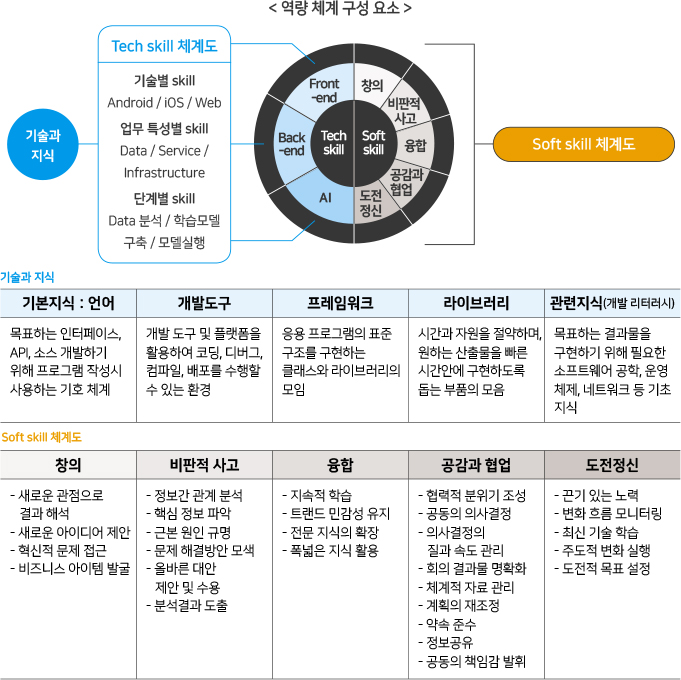 < 역량 체계 구성 요소 >
기술과
지식
Tech skill 체계도
기술별 skill
Android / iOS / Web
업무 특성별 skill
Data / Service /
Infrastructure
단계별 skill
Data 분석 / 학습모델
구축 / 모델실행
Front
-end
Back
-end
AI
Tech
skill
Soft
skill
창의
비판적
사고
융합
공감과
협업
도전
정신
Soft skill 체계도
기술과 지식
기본지식 : 언어
목표하는 인터페이스,
API, 소스 개발하기
위해 프로그램 작성시
사용하는 기호 체계
개발도구
개발 도구 및 플랫폼을
활용하여 코딩, 디버그,
컴파일, 배포를 수행할
수 있는 환경
프레임워크
응용 프로그램의 표준
구조를 구현하는
클래스와 라이브러리의
모임
라이브러리
시간과 자원을 절약하며,
원하는 산출물을 빠른
시간안에 구현하도록
돕는 부품의 모음
관련지식(개발 리터러시)
목표하는 결과물을
구현하기 위해 필요한
소프트웨어 공학, 운영
체제, 네트워크 등 기초
지식
Soft skill 체계도
창의
- 새로운 관점으로
결과 해석
- 새로운 아이디어 제안
- 혁신적 문제 접근
- 비즈니스 아이템 발굴
비판적 사고
- 정보간 관계 분석
- 핵심 정보 파악
- 근본 원인 규명
- 문제 해결방안 모색
- 올바른 대안
제안 및 수용
- 분석결과 도출
융합
- 지속적 학습
- 트랜드 민감성 유지
- 전문 지식의 확장
- 폭넓은 지식 활용
공감과 협업
- 협력적 분위기 조성
- 공동의 의사결정
- 의사결정의
질과 속도 관리
- 회의 결과물 명확화
- 체계적 자료 관리
- 계획의 재조정
- 약속 준수
- 정보공유
- 공동의 책임감 발휘
도전정신
- 끈기 있는 노력
- 변화 흐름 모니터링
- 최신 기술 학습
- 주도적 변화 실행
- 도전적 목표 설정